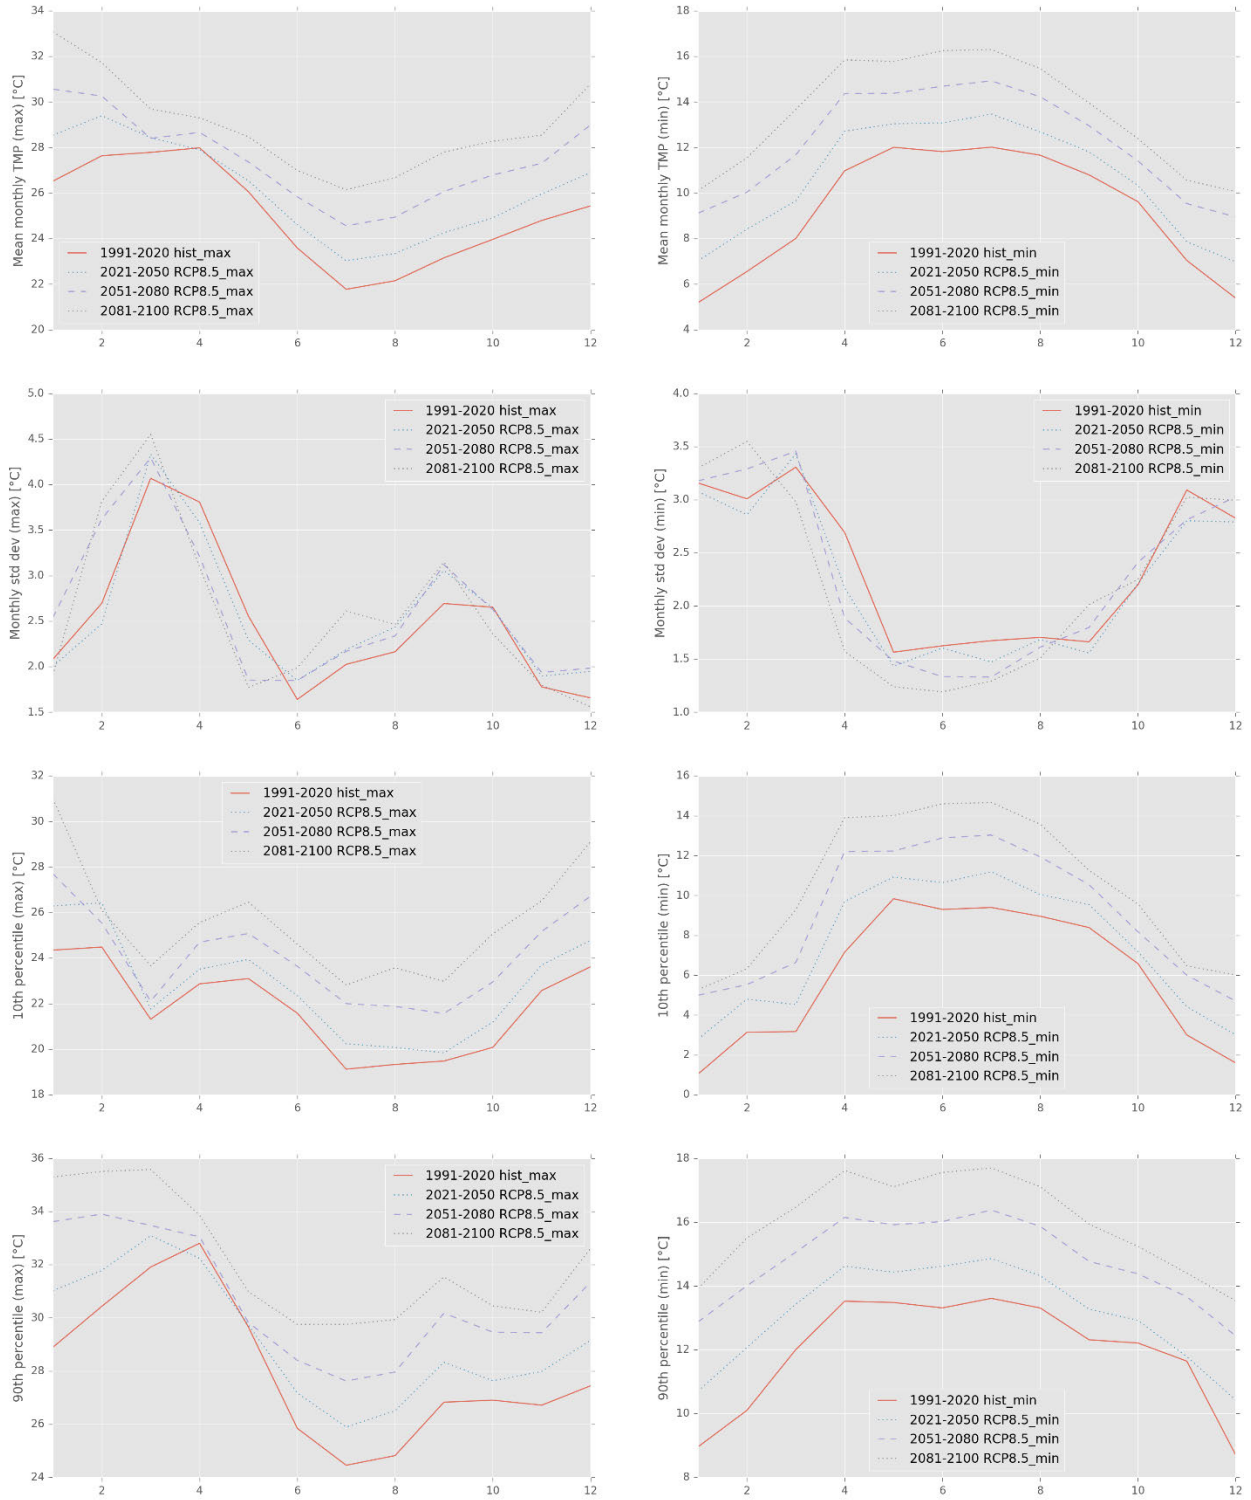 Mean monthly TMP (max) [°C]
34
32
30
28
26
24
22
20
1991-2020 hist_max
2021-2050 RCP8.5_max
2051-2080 RCP8.5_max
2081-2100 RCP8.5_max
2 4 6 8 10 12
Mean monthly TMP (min) [°C]
18
16
14
12
10
8
6
4
1991-2020 hist_min
2021-2050 RCP8.5_min
2051-2080 RCP8.5_min
2081-2100 RCP8.5_min
2 4 6 8 10 12
Monthly std dev (max) [°C]
5.0
4.5
4.0
3.5
3.0
2.5
2.0
1.5
1991-2020 hist_max
2021-2050 RCP8.5_max
2051-2080 RCP8.5_max
2081-2100 RCP8.5_max
2 4 6 8 10 12
Monthly std dev (min) [°C]
4.0
3.5
3.0
2.5
2.0
1.5
1.0
1991-2020 hist_min
2021-2050 RCP8.5_min
2051-2080 RCP8.5_min
2081-2100 RCP8.5_min
2 4 6 8 10 12
10th percentile (max) [°C]
32
30
28
26
24
22
20
18
1991-2020 hist_max
2021-2050 RCP8.5_max
2051-2080 RCP8.5_max
2081-2100 RCP8.5_max
2 4 6 8 10 12
10th percentile (min) [°C]
16
14
12
10
8
6
4
2
0
1991-2020 hist_min
2021-2050 RCP8.5_min
2051-2080 RCP8.5_min
2081-2100 RCP8.5_min
2 4 6 8 10 12
90th percentile (max) [°C]
36
34
32
30
28
26
24
1991-2020 hist_max
2021-2050 RCP8.5_max
2051-2080 RCP8.5_max
2081-2100 RCP8.5_max
2 4 6 8 10 12
90th percentile (min) [°C]
18
16
14
12
10
8
1991-2020 hist_min
2021-2050 RCP8.5_min
2051-2080 RCP8.5_min
2081-2100 RCP8.5_min
2 4 6 8 10 12